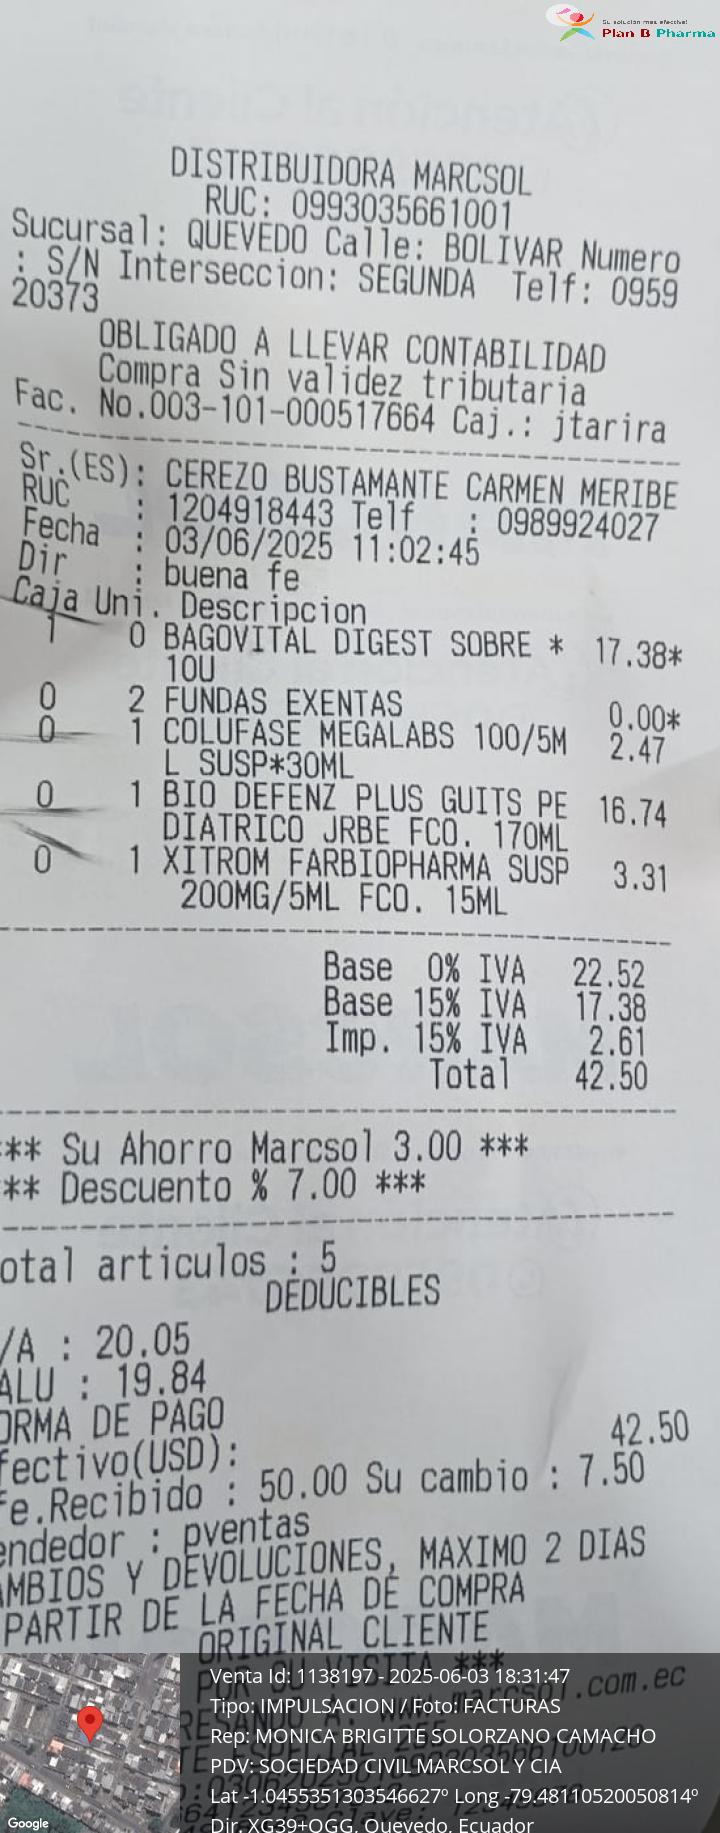 Su solución mas efectiva!
Plan B Pharma
DISTRIBUIDORA MARCSOL
RUC: 0993035661001
Sucursal: QUEVEDO Calle: BOLIVAR Numero
: S/N Interseccion: SEGUNDA Telf: 0959
20373
OBLIGADO A LLEVAR CONTABILIDAD
Compra Sin validez tributaria
Fac. No.003-101-000517664 Caj.: jtarira
Sr.(ES): CEREZO BUSTAMANTE CARMEN MERIBE
RUC : 1204918443 Telf : 0989924027
Fecha : 03/06/2025 11:02:45
Dir : buena fe
Caja Uni. Descripcion
1 0 BAGOVITAL DIGEST SOBRE * 17.38*
10U
0 2 FUNDAS EXENTAS 0.00*
0 1 COLUFASE MEGALABS 100/5M 2.47
L SUSP*30ML
0 1 BIO DEFENZ PLUS GUITS PE 16.74
DIATRICO JRBE FCO. 170ML
0 1 XITROM FARBIOPHARMA SUSP 3.31
200MG/5ML FCO. 15ML
Base 0% IVA 22.52
Base 15% IVA 17.38
Imp. 15% IVA 2.61
Total 42.50
** Su Ahorro Marcsol 3.00 ***
** Descuento % 7.00 ***
otal articulos : 5
DEDUCIBLES
/A : 20.05
ALU : 19.84
ORMA DE PAGO
fectivo(USD): 42.50
fe.Recibido : 50.00 Su cambio : 7.50
endedor : pventas
AMBIOS Y DEVOLUCIONES, MAXIMO 2 DIAS
PARTIR DE LA FECHA DE COMPRA
ORIGINAL CLIENTE
POR SU VISITA ***
www.marcsol.com.ec
Venta Id: 1138197 - 2025-06-03 18:31:47
Tipo: IMPULSACION / Foto: FACTURAS
Rep: MONICA BRIGITTE SOLORZANO CAMACHO
PDV: SOCIEDAD CIVIL MARCSOL Y CIA
Lat -1.0455351303546627º Long -79.48110520050814º
Dir. XG39+QGG, Quevedo, Ecuador
Google